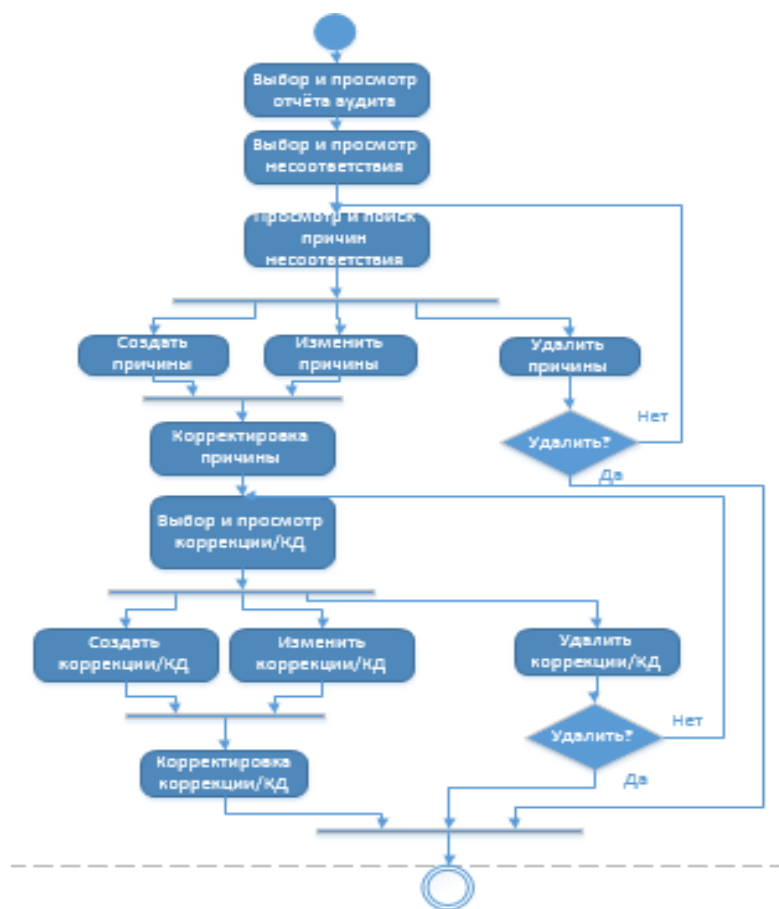 Выбор и просмотр
отчёта аудита
Выбор и просмотр
несоответствия
Просмотр и поиск
причин
несоответствия
Создать
причины
Изменить
причины
Удалить
причины
Нет
Удалить?
Да
Корректировка
причины
Выбор и просмотр
коррекции/КД
Создать
коррекции/КД
Изменить
коррекции/КД
Удалить
коррекции/КД
Нет
Удалить?
Да
Корректировка
коррекции/КД